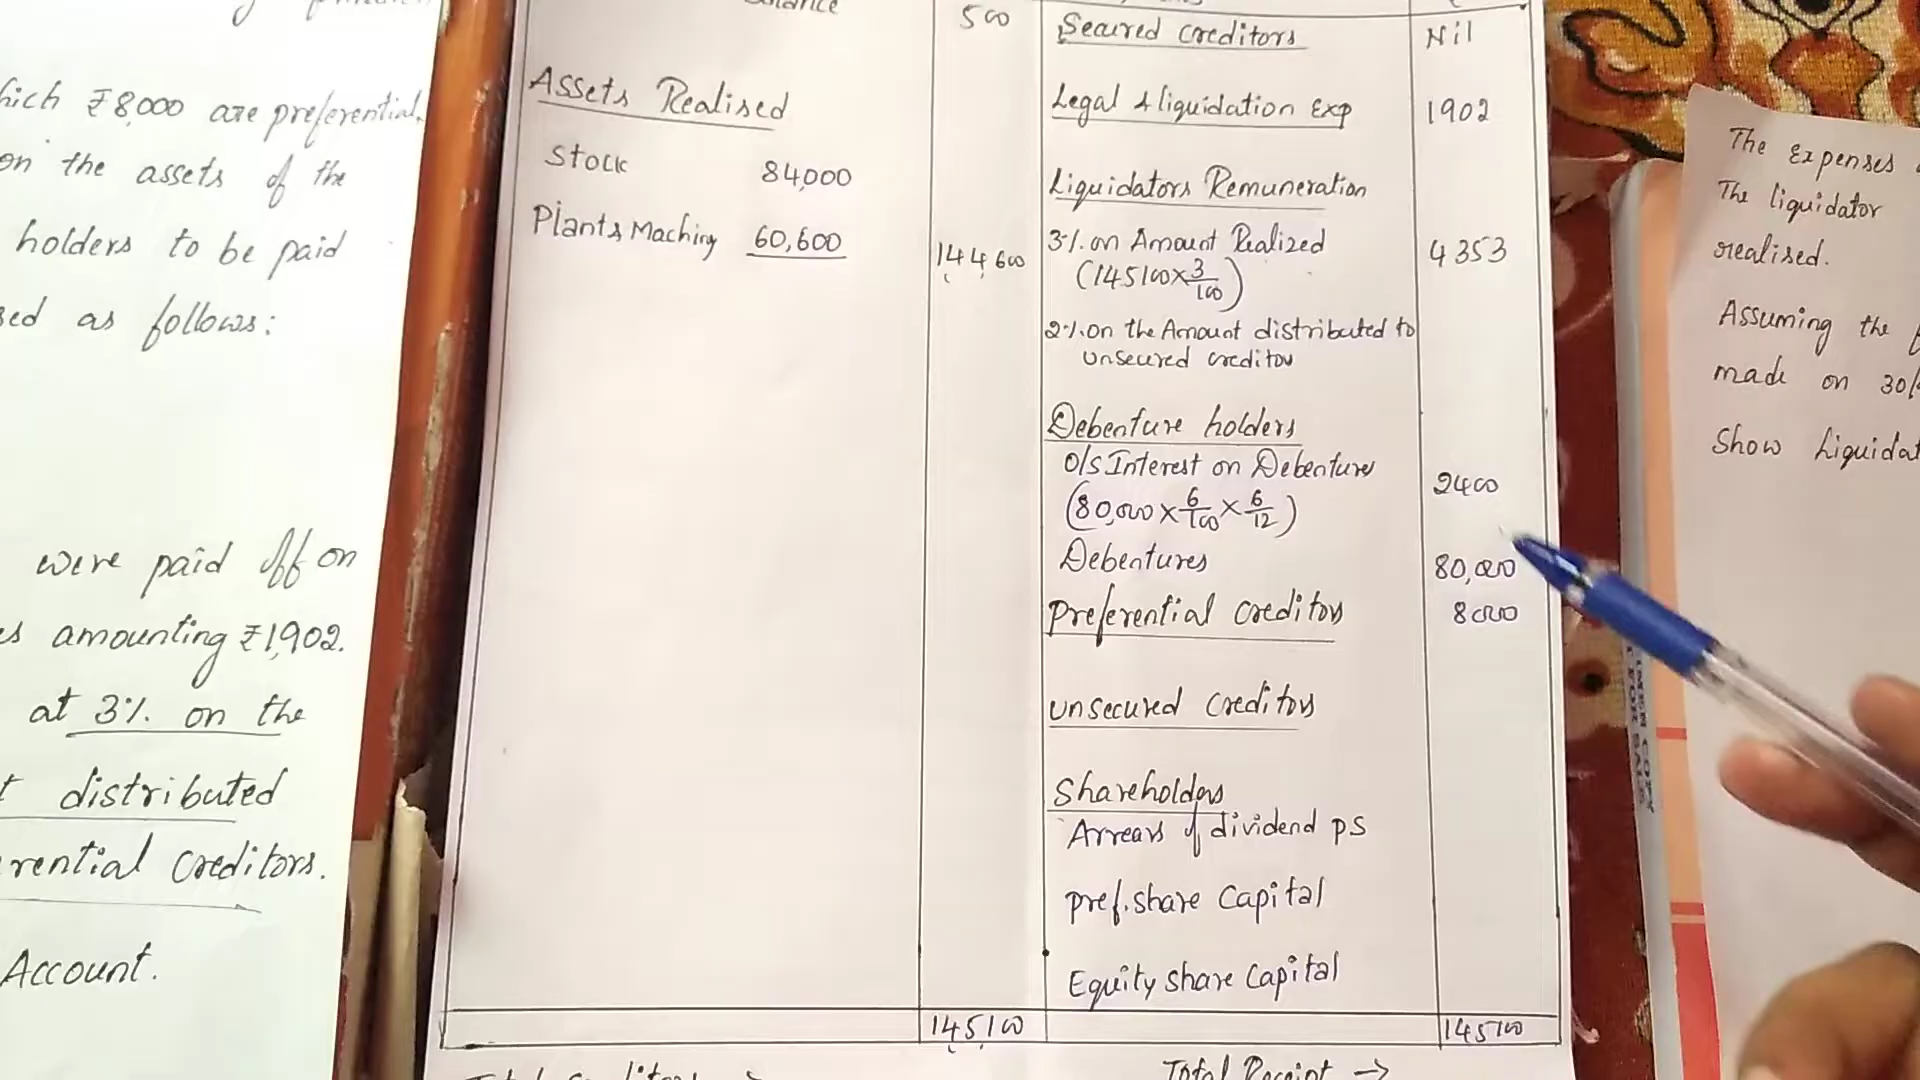 hich ₹8,000 are preferential.
on the assets of the
holders to be paid
sed as follows:
were paid off on
es amounting ₹1,902.
at 3%. on the
t distributed
rential Creditors.
Account.
500
Assets Realised
Stock 84,000
Plants Machiny 60,600
144,600
145,100
Secured Creditors Nil
Legal & liquidation Exp 1902
Liquidators Remuneration
3%. on Amount Realized 4353
(145100×3/100)
2%. on the Amount distributed to
unsecured creditor
Debenture holders
O/S Interest on Debenture 2400
(80,000 × 6/100 × 6/12)
Debentures 80,000
Preferential Creditors 8000
Unsecured Creditors
Shareholders
Arrears of dividend PS
Pref. share Capital
Equity share Capital
145100
Total Receipt →
The Expenses
The liquidator
realised.
Assuming the
made on 30
Show Liquidat